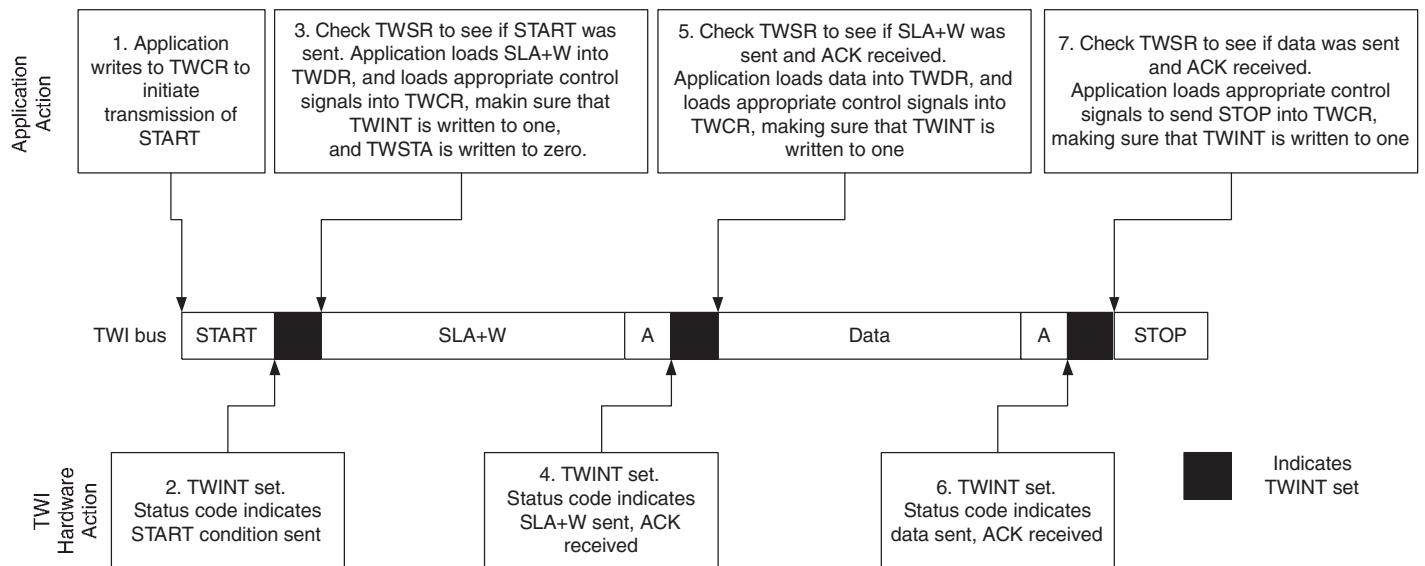 Application
Action
1. Application
writes to TWCR to
initiate
transmission of
START
3. Check TWSR to see if START was
sent. Application loads SLA+W into
TWDR, and loads appropriate control
signals into TWCR, makin sure that
TWINT is written to one,
and TWSTA is written to zero.
5. Check TWSR to see if SLA+W was
sent and ACK received.
Application loads data into TWDR, and
loads appropriate control signals into
TWCR, making sure that TWINT is
written to one
7. Check TWSR to see if data was sent
and ACK received.
Application loads appropriate control
signals to send STOP into TWCR,
making sure that TWINT is written to one
TWI bus
START
SLA+W
A
Data
A
STOP
TWI
Hardware
Action
2. TWINT set.
Status code indicates
START condition sent
4. TWINT set.
Status code indicates
SLA+W sent, ACK
received
6. TWINT set.
Status code indicates
data sent, ACK received
Indicates
TWINT set